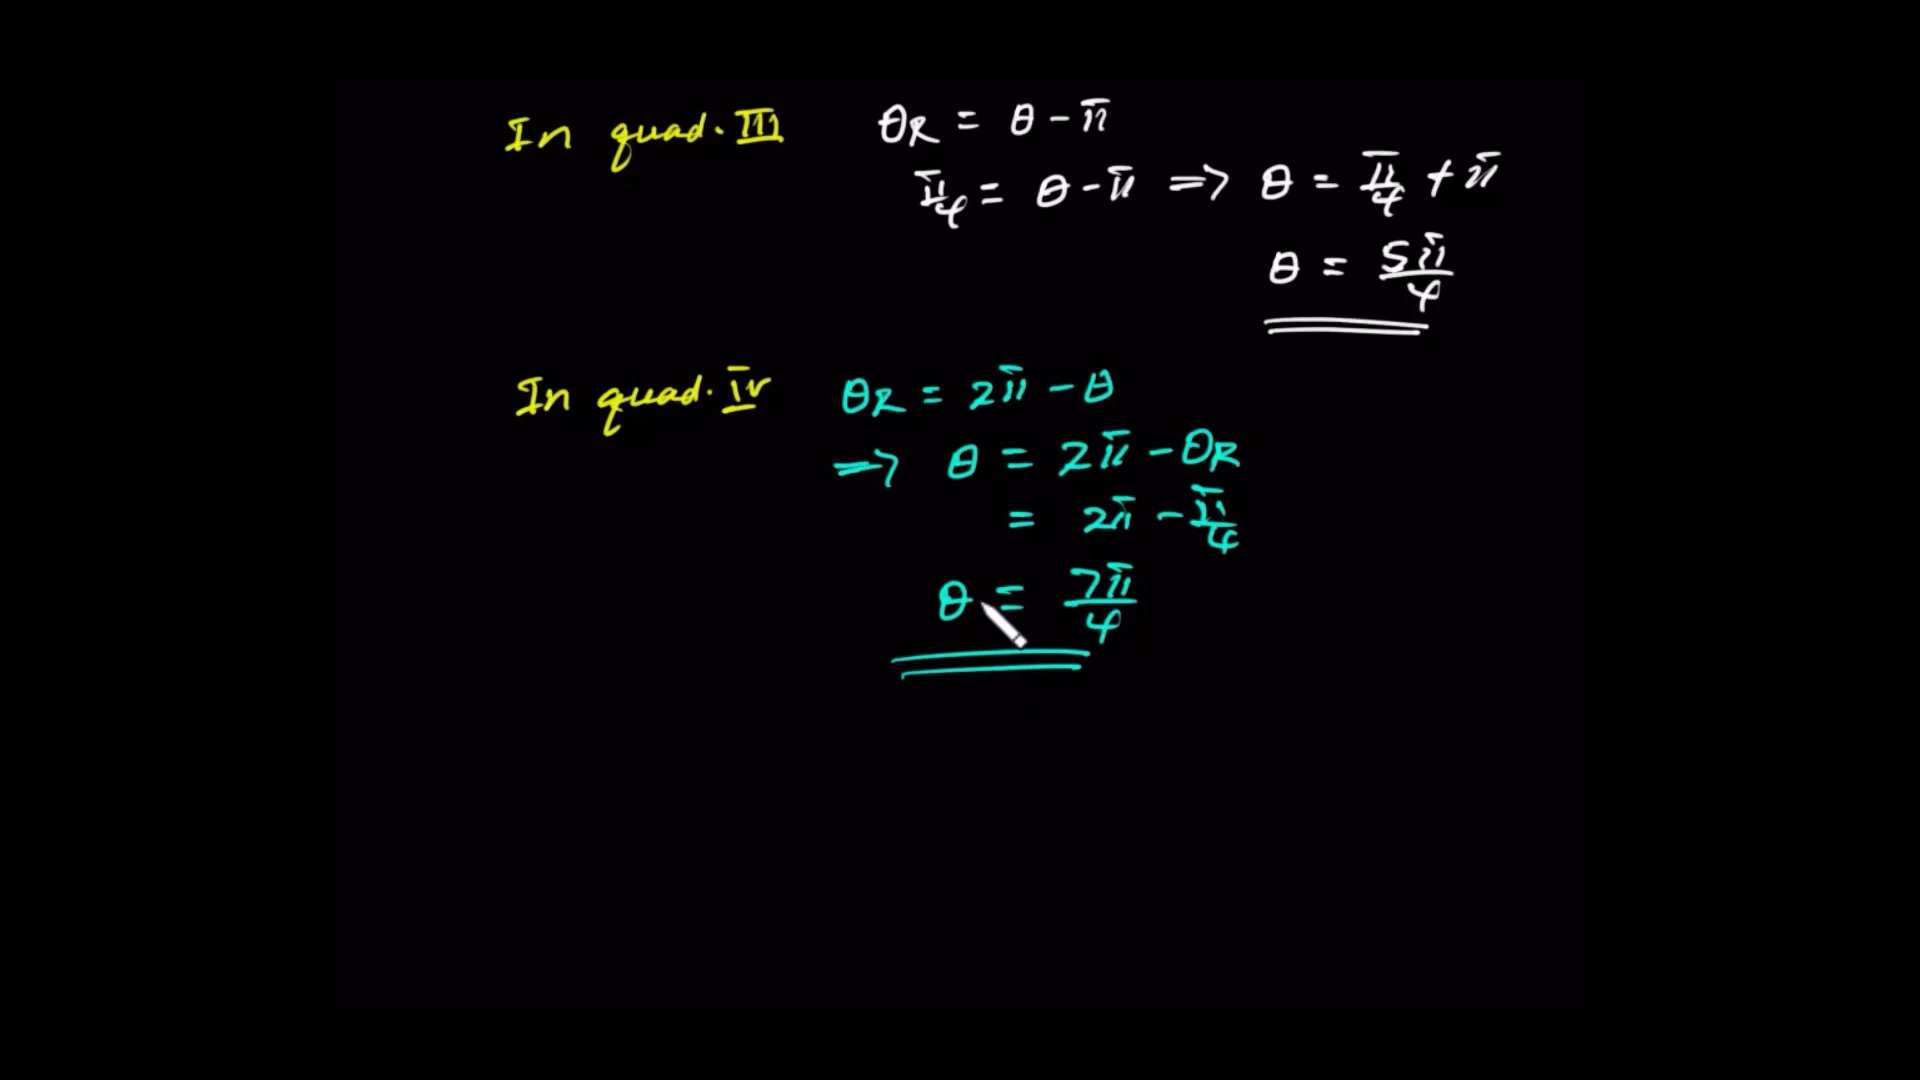 In quad. III θR = θ - π
π/4 = θ - π ⇒ θ = π/4 + π
θ = 5π/4
In quad. IV θR = 2π - θ
⇒ θ = 2π - θR
= 2π - π/4
θ = 7π/4